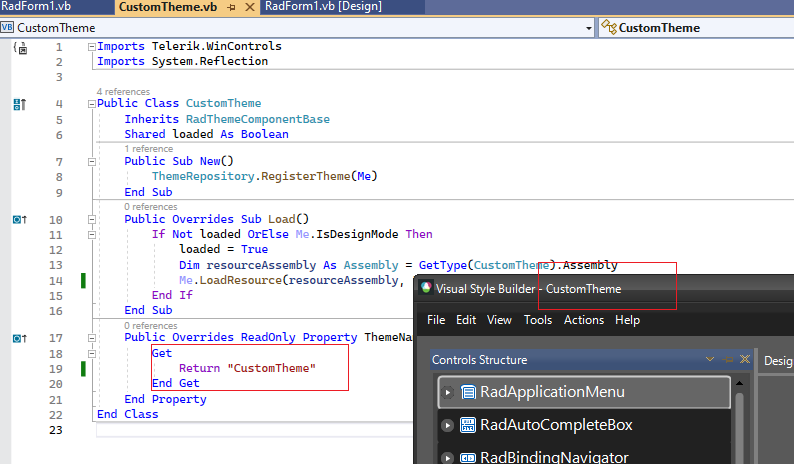 RadForm1.vb CustomTheme.vb RadForm1.vb [Design]
VB CustomTheme CustomTheme
1 Imports Telerik.WinControls
2 Imports System.Reflection
3
4 references
4 Public Class CustomTheme
5 Inherits RadThemeComponentBase
6 Shared loaded As Boolean
1 reference
7 Public Sub New()
8 ThemeRepository.RegisterTheme(Me)
9 End Sub
0 references
10 Public Overrides Sub Load()
11 If Not loaded OrElse Me.IsDesignMode Then
12 loaded = True
13 Dim resourceAssembly As Assembly = GetType(CustomTheme).Assembly
14 Me.LoadResource(resourceAssembly,
15 End If
16 End Sub
0 references
17 Public Overrides ReadOnly Property ThemeNa
18 Get
19 Return "CustomTheme"
20 End Get
21 End Property
22 End Class
23
Visual Style Builder - CustomTheme
File Edit View Tools Actions Help
Controls Structure Design
RadApplicationMenu
RadAutoCompleteBox
RadBindingNavigator